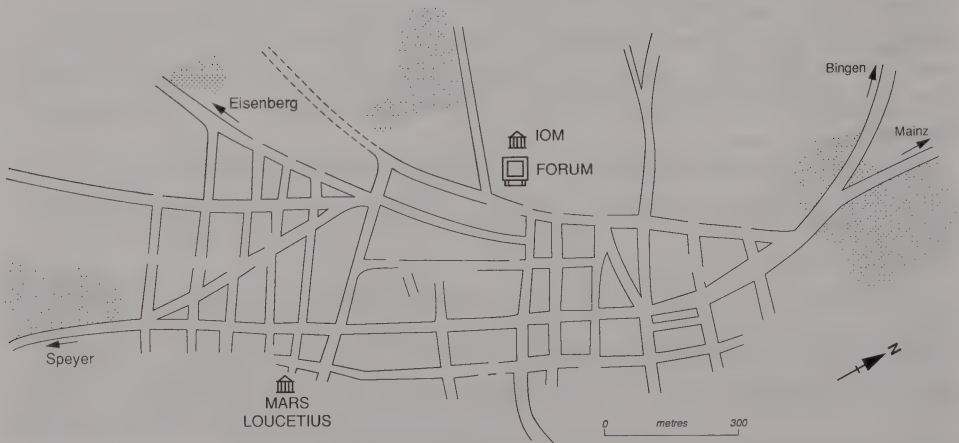 Bingen
Mainz
Eisenberg
IOM
FORUM
Speyer
MARS
LOUCETIUS
N
0 metres 300